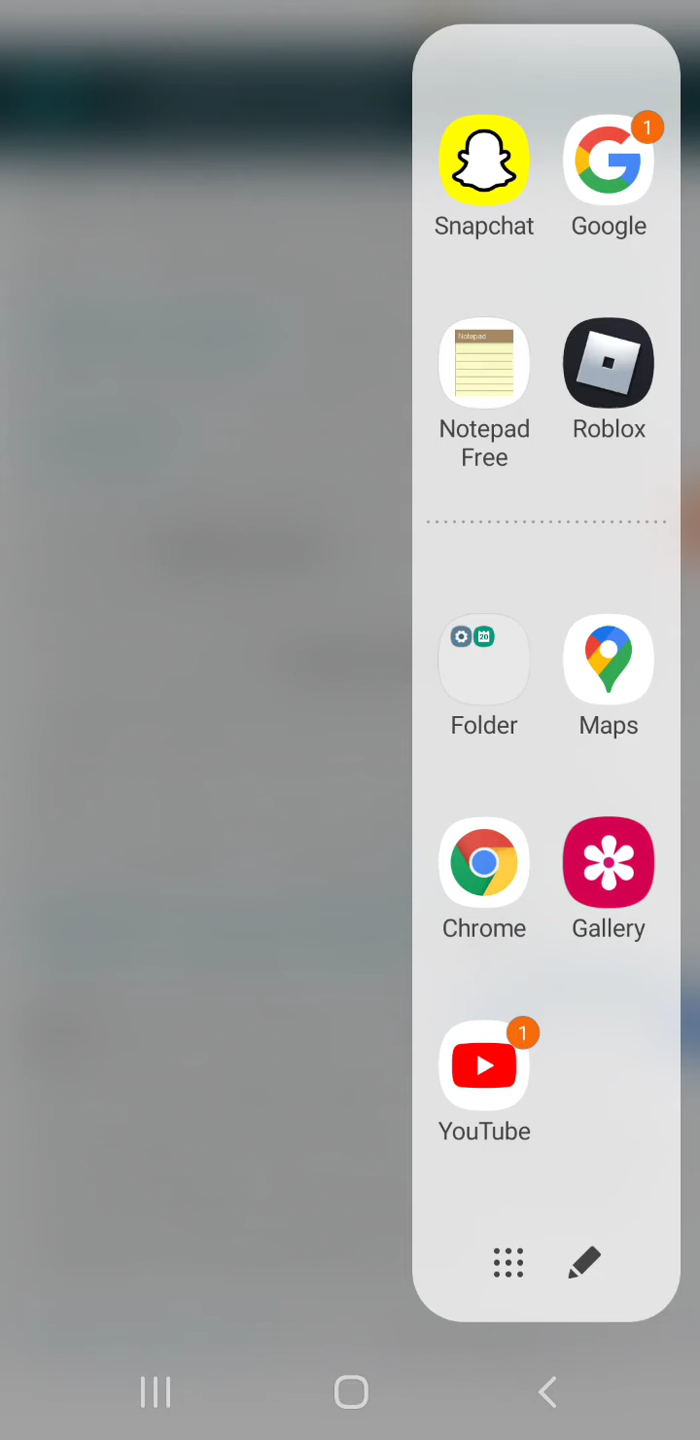 1
Snapchat Google
Notepad
Notepad Roblox
Free
20
Folder Maps
Chrome Gallery
1
YouTube